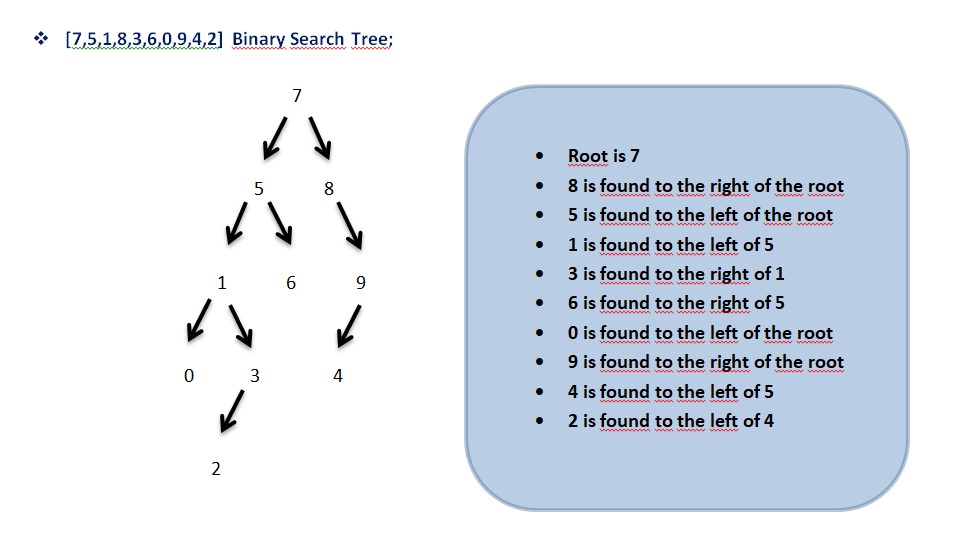 ❖ [7,5,1,8,3,6,0,9,4,2] Binary Search Tree;
7
5 8
1 6 9
0 3 4
2
• Root is 7
• 8 is found to the right of the root
• 5 is found to the left of the root
• 1 is found to the left of 5
• 3 is found to the right of 1
• 6 is found to the right of 5
• 0 is found to the left of the root
• 9 is found to the right of the root
• 4 is found to the left of 5
• 2 is found to the left of 4